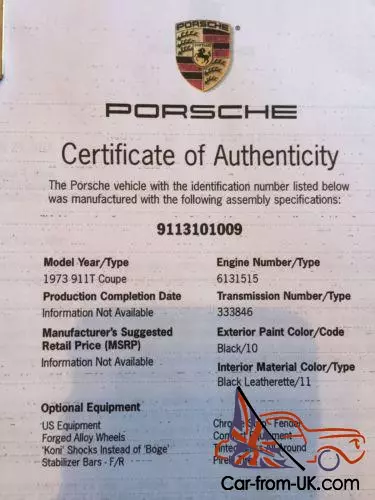 PORSCHE
PORSCHE
Certificate of Authenticity
The Porsche vehicle with the identification number listed below
was manufactured with the following assembly specifications:
9113101009
Model Year/Type
1973 911T Coupe
Production Completion Date
Information Not Available
Manufacturer's Suggested
Retail Price (MSRP)
Information Not Available
Engine Number/Type
6131515
Transmission Number/Type
333846
Exterior Paint Color/Code
Black/10
Interior Material Color/Type
Black Leatherette/11
Optional Equipment
US Equipment
Forged Alloy Wheels
'Koni' Shocks Instead of 'Boge'
Stabilizer Bars - F/R
Fender
Equipment
Around
Car-from-UK.com